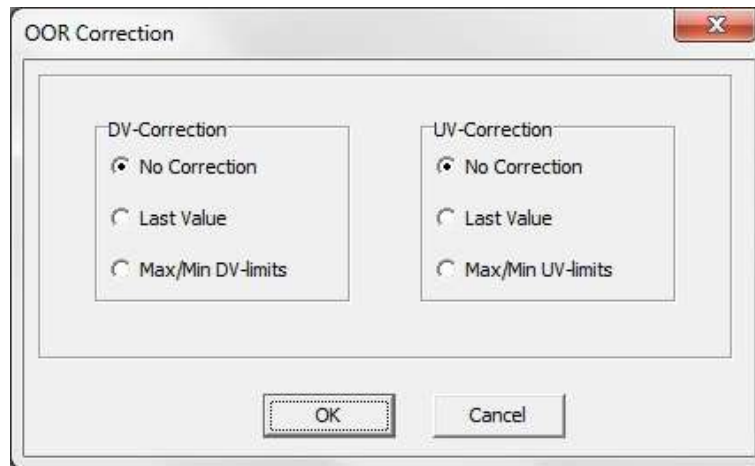 OOR Correction
DV-Correction
No Correction
Last Value
Max/Min DV-limits
UV-Correction
No Correction
Last Value
Max/Min UV-limits
OK
Cancel